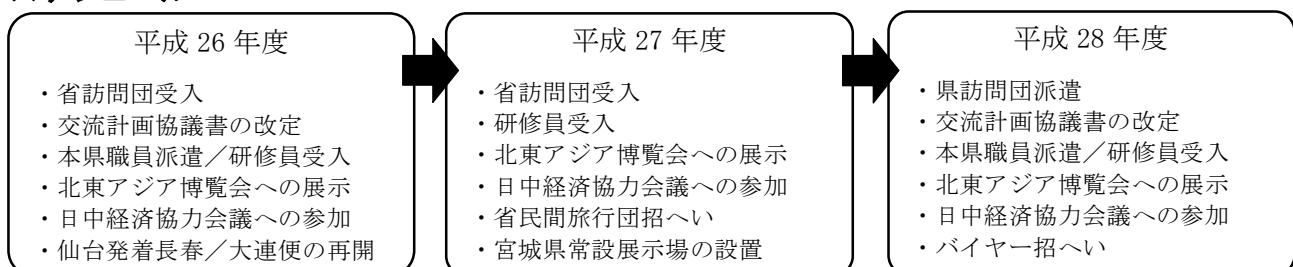 平成 26 年度
・省訪問団受入
・交流計画協議書の改定
・本県職員派遣／研修員受入
・北東アジア博覧会への展示
・日中経済協力会議への参加
・仙台発着長春／大連便の再開
平成 27 年度
・省訪問団受入
・研修員受入
・北東アジア博覧会への展示
・日中経済協力会議への参加
・省民間旅行団招へい
・宮城県常設展示場の設置
平成 28 年度
・県訪問団派遣
・交流計画協議書の改定
・本県職員派遣／研修員受入
・北東アジア博覧会への展示
・日中経済協力会議への参加
・バイヤー招へい